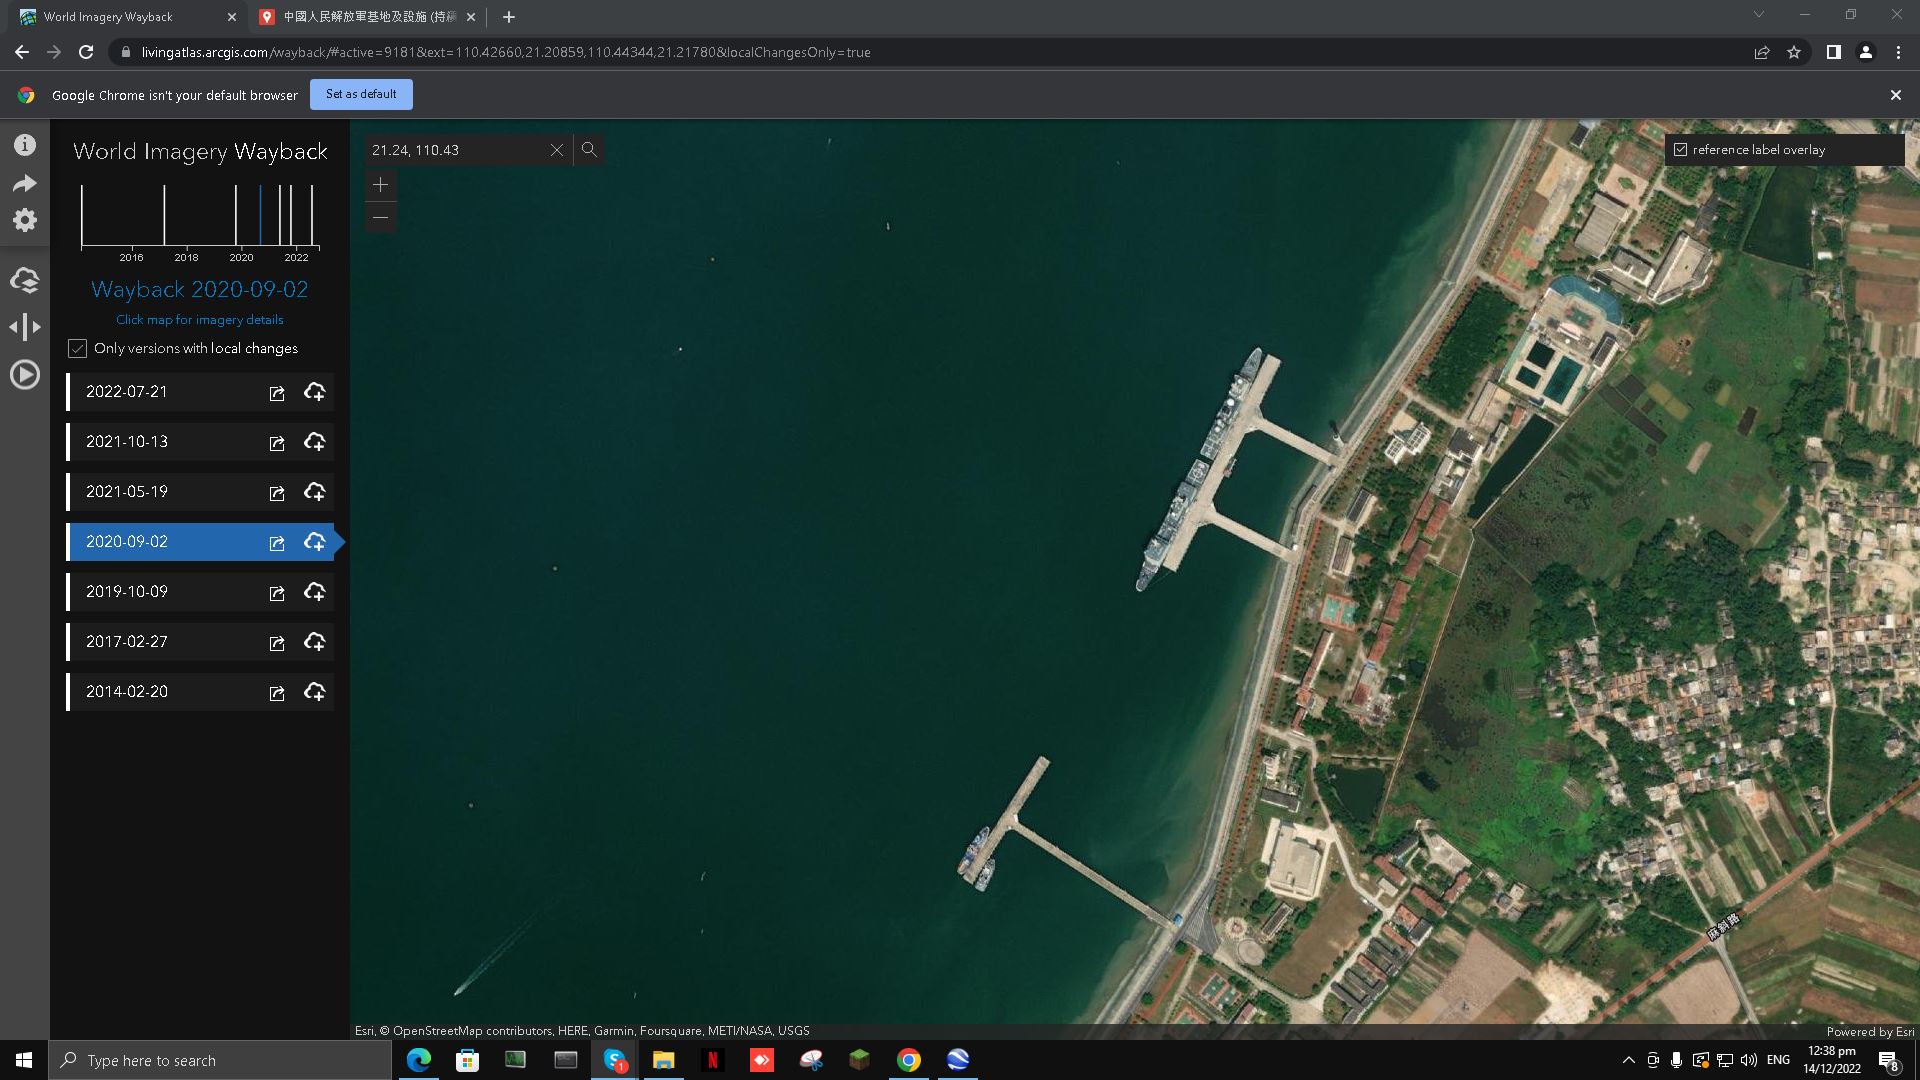 World Imagery Wayback
中國人民解放軍基地及設施 (持續
livingatlas.arcgis.com/wayback/#active=9181&ext=110.42660,21.20859,110.44344,21.21780&localChangesOnly=true
Google Chrome isn't your default browser
Set as default
World Imagery Wayback
2016 2018 2020 2022
Wayback 2020-09-02
Click map for imagery details
Only versions with local changes
2022-07-21
2021-10-13
2021-05-19
2020-09-02
2019-10-09
2017-02-27
2014-02-20
21.24, 110.43
reference label overlay
麻斜路
Esri, © OpenStreetMap contributors, HERE, Garmin, Foursquare, METI/NASA, USGS
Powered by Esri
Type here to search
1
N
ENG
12:38 pm
14/12/2022
8